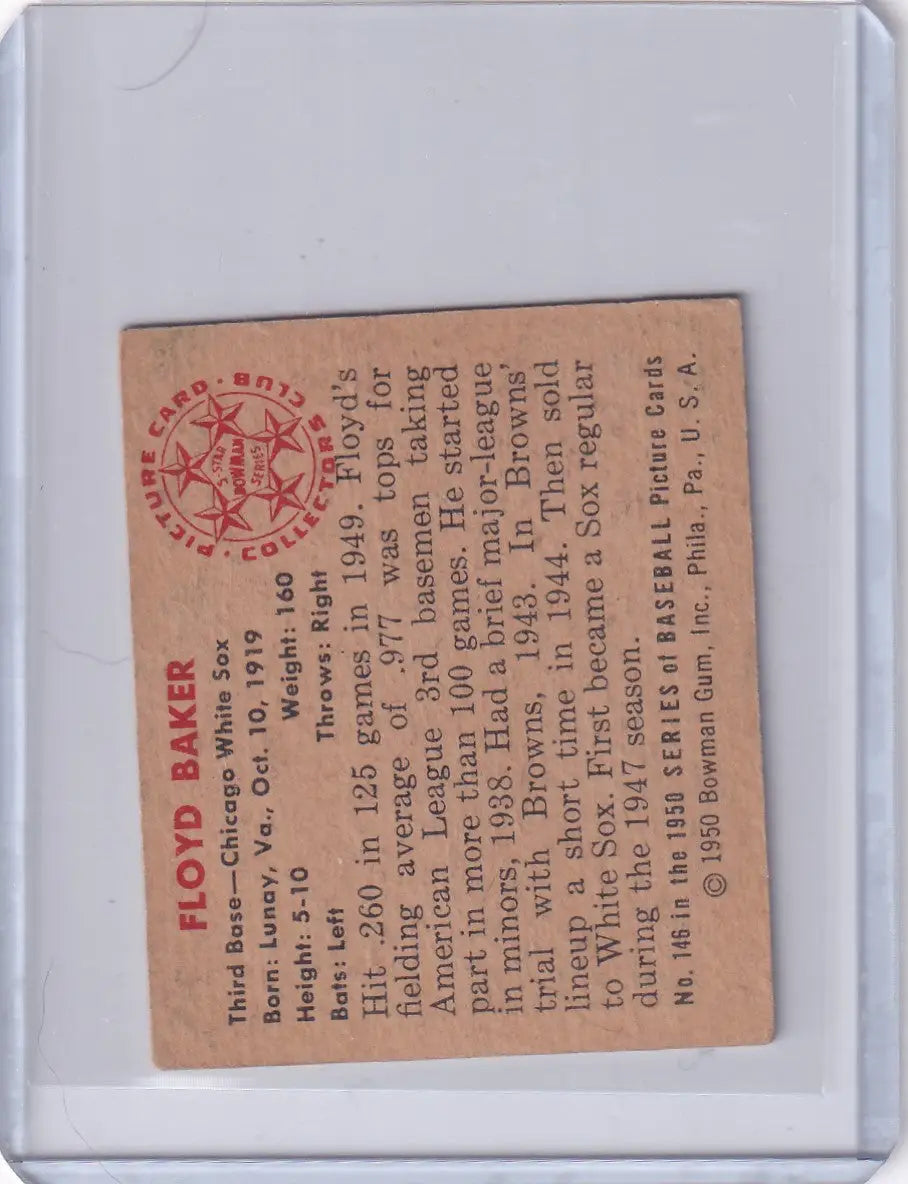 FLOYD BAKER
Third Base—Chicago White Sox
Born: Lunay, Va., Oct. 10, 1919
Height: 5-10 Weight: 160
Bats: Left Throws: Right
PICTURE CARD · COLLECTORS CLUB ·
5-STAR
BOWMAN
SERIES
Hit .260 in 125 games in 1949. Floyd's
fielding average of .977 was tops for
American League 3rd basemen taking
part in more than 100 games. He started
in minors, 1938. Had a brief major-league
trial with Browns, 1943. In Browns'
lineup a short time in 1944. Then sold
to White Sox. First became a Sox regular
during the 1947 season.
No. 146 in the 1950 SERIES of BASEBALL Picture Cards
© 1950 Bowman Gum, Inc., Phila., Pa., U. S. A.